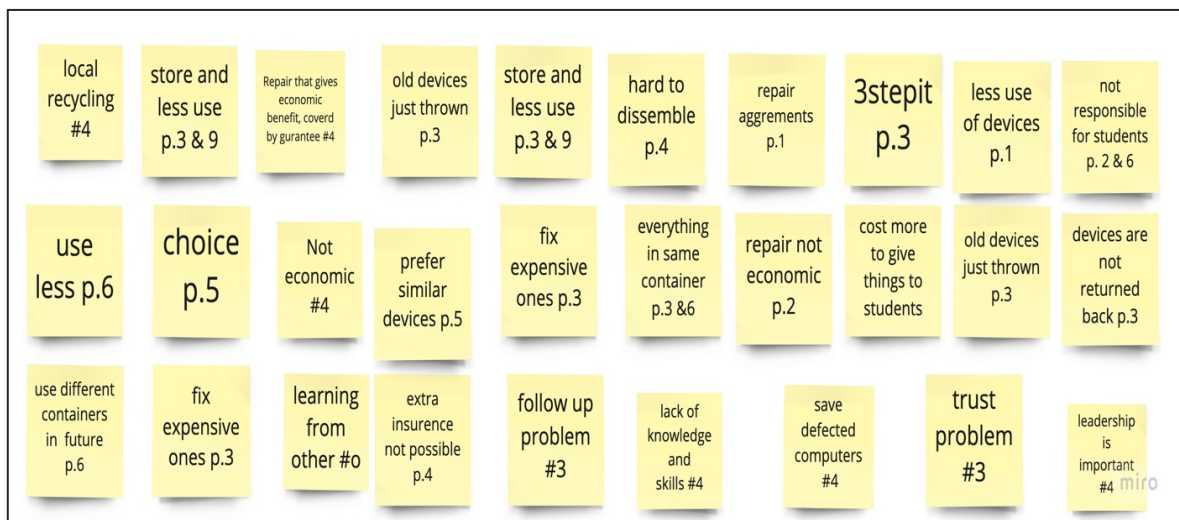 local
recycling
#4
store and
less use
p.3 & 9
Repair that gives
economic
benefit, coverd
by gurantee #4
old devices
just thrown
p.3
store and
less use
p.3 & 9
hard to
dissemble
p.4
repair
aggrements
p.1
3stepit
p.3
less use
of devices
p.1
not
responsible
for students
p. 2 & 6
use
less p.6
choice
p.5
Not
economic
#4
prefer
similar
devices p.5
fix
expensive
ones p.3
everything
in same
container
p.3 &6
repair not
economic
p.2
cost more
to give
things to
students
old devices
just thrown
p.3
devices are
not
returned
back p.3
use different
containers
in future
p.6
fix
expensive
ones p.3
learning
from
other #o
extra
insurence
not possible
p.4
follow up
problem
#3
lack of
knowledge
and
skills #4
save
defected
computers
#4
trust
problem
#3
leadership
is
important
#4
miro